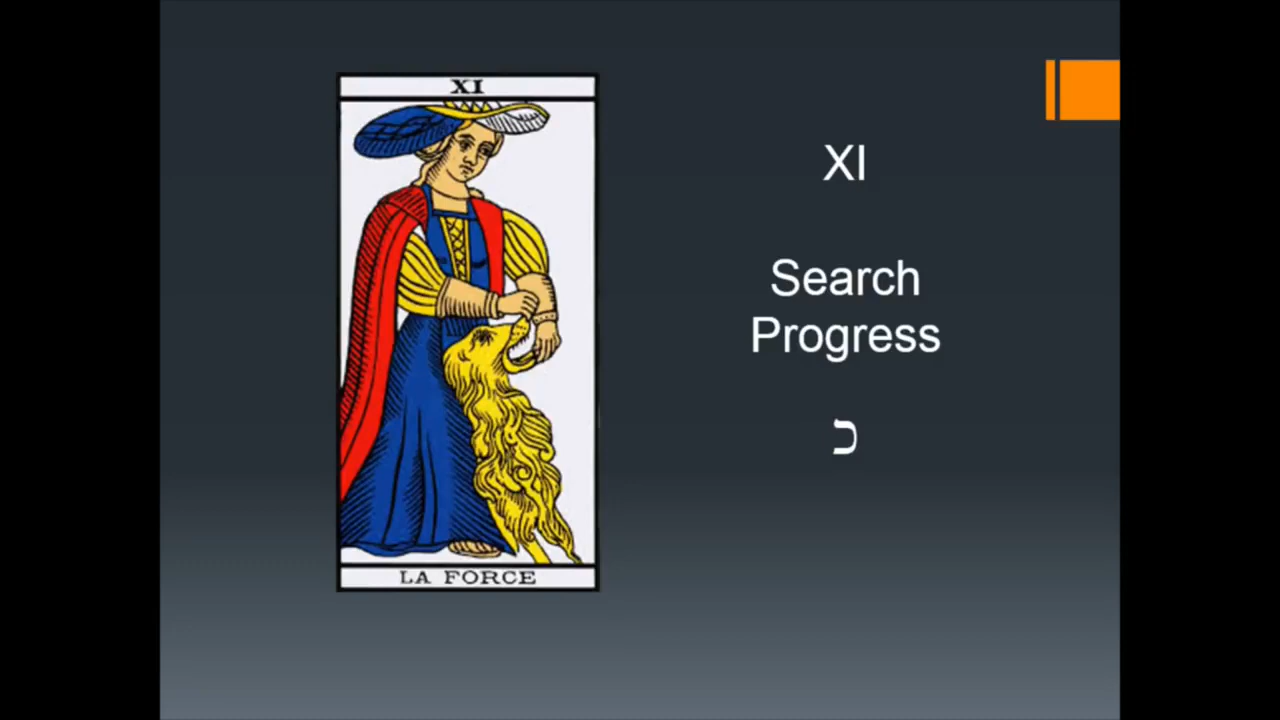 XI
LA FORCE
XI
Search
Progress
כ